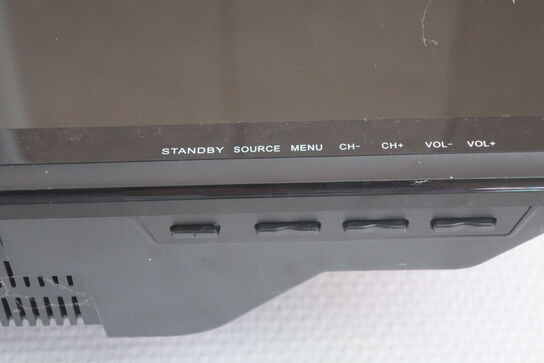 STANDBY SOURCE MENU CH- CH+ VOL- VOL+